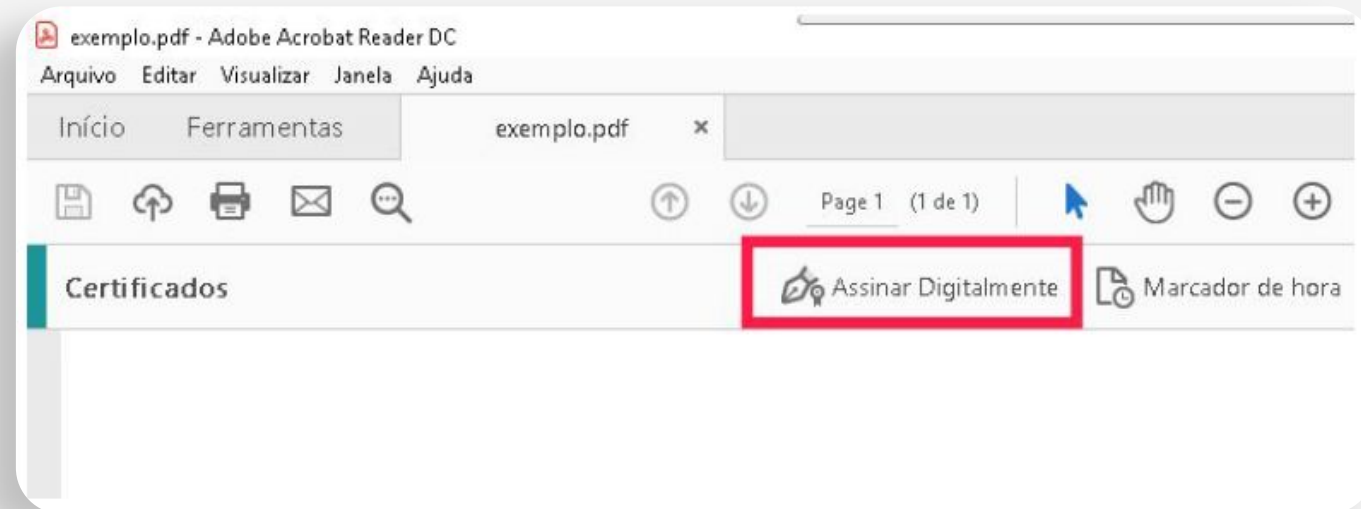 exemplo.pdf - Adobe Acrobat Reader DC
Arquivo Editar Visualizar Janela Ajuda
Início Ferramentas exemplo.pdf ×
Page 1 (1 de 1)
Certificados Assinar Digitalmente Marcador de hora